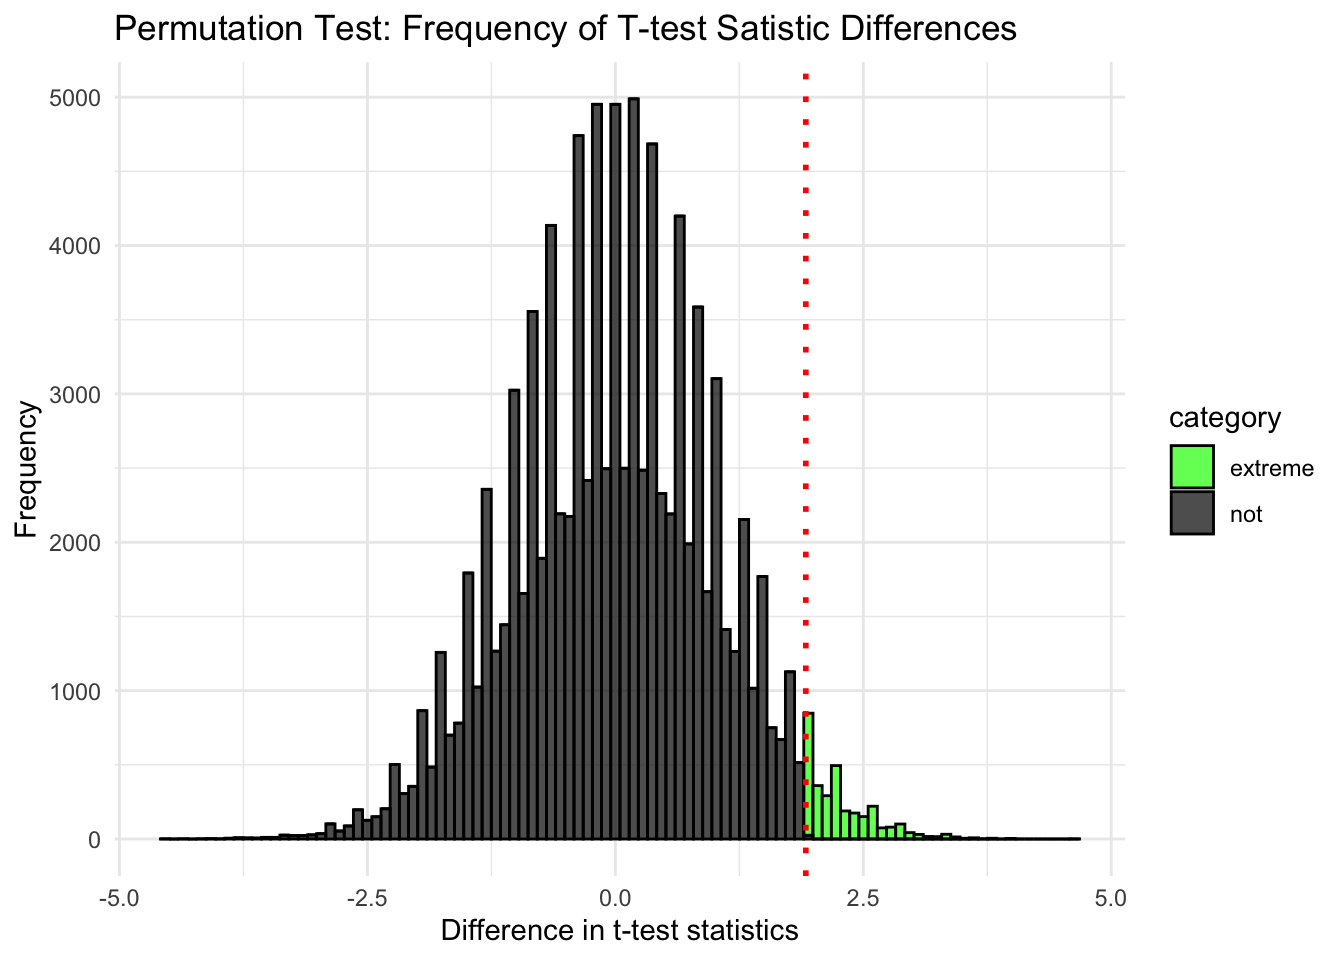 Permutation Test: Frequency of T-test Satistic Differences
5000
4000
3000
2000
1000
0
Frequency
-5.0
-2.5
0.0
2.5
5.0
Difference in t-test statistics
category
extreme
not